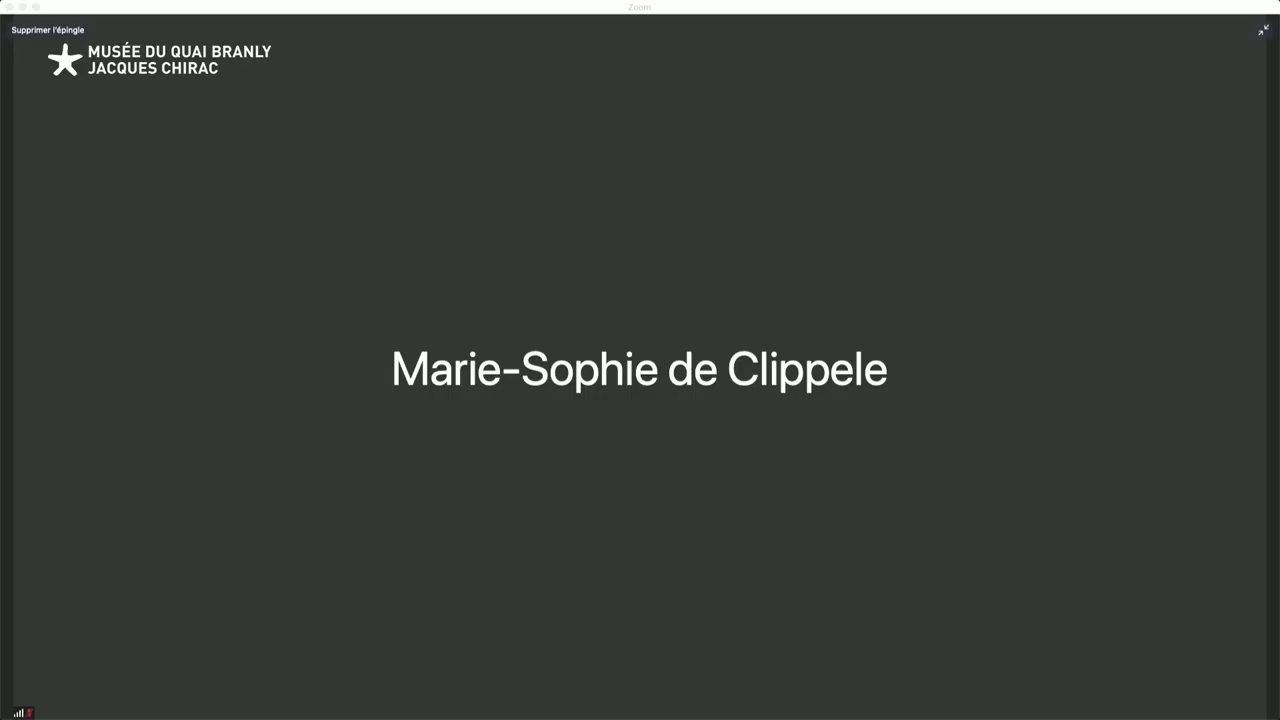 Zoom
Supprimer l'épingle
MUSÉE DU QUAI BRANLY
JACQUES CHIRAC
Marie-Sophie de Clippele